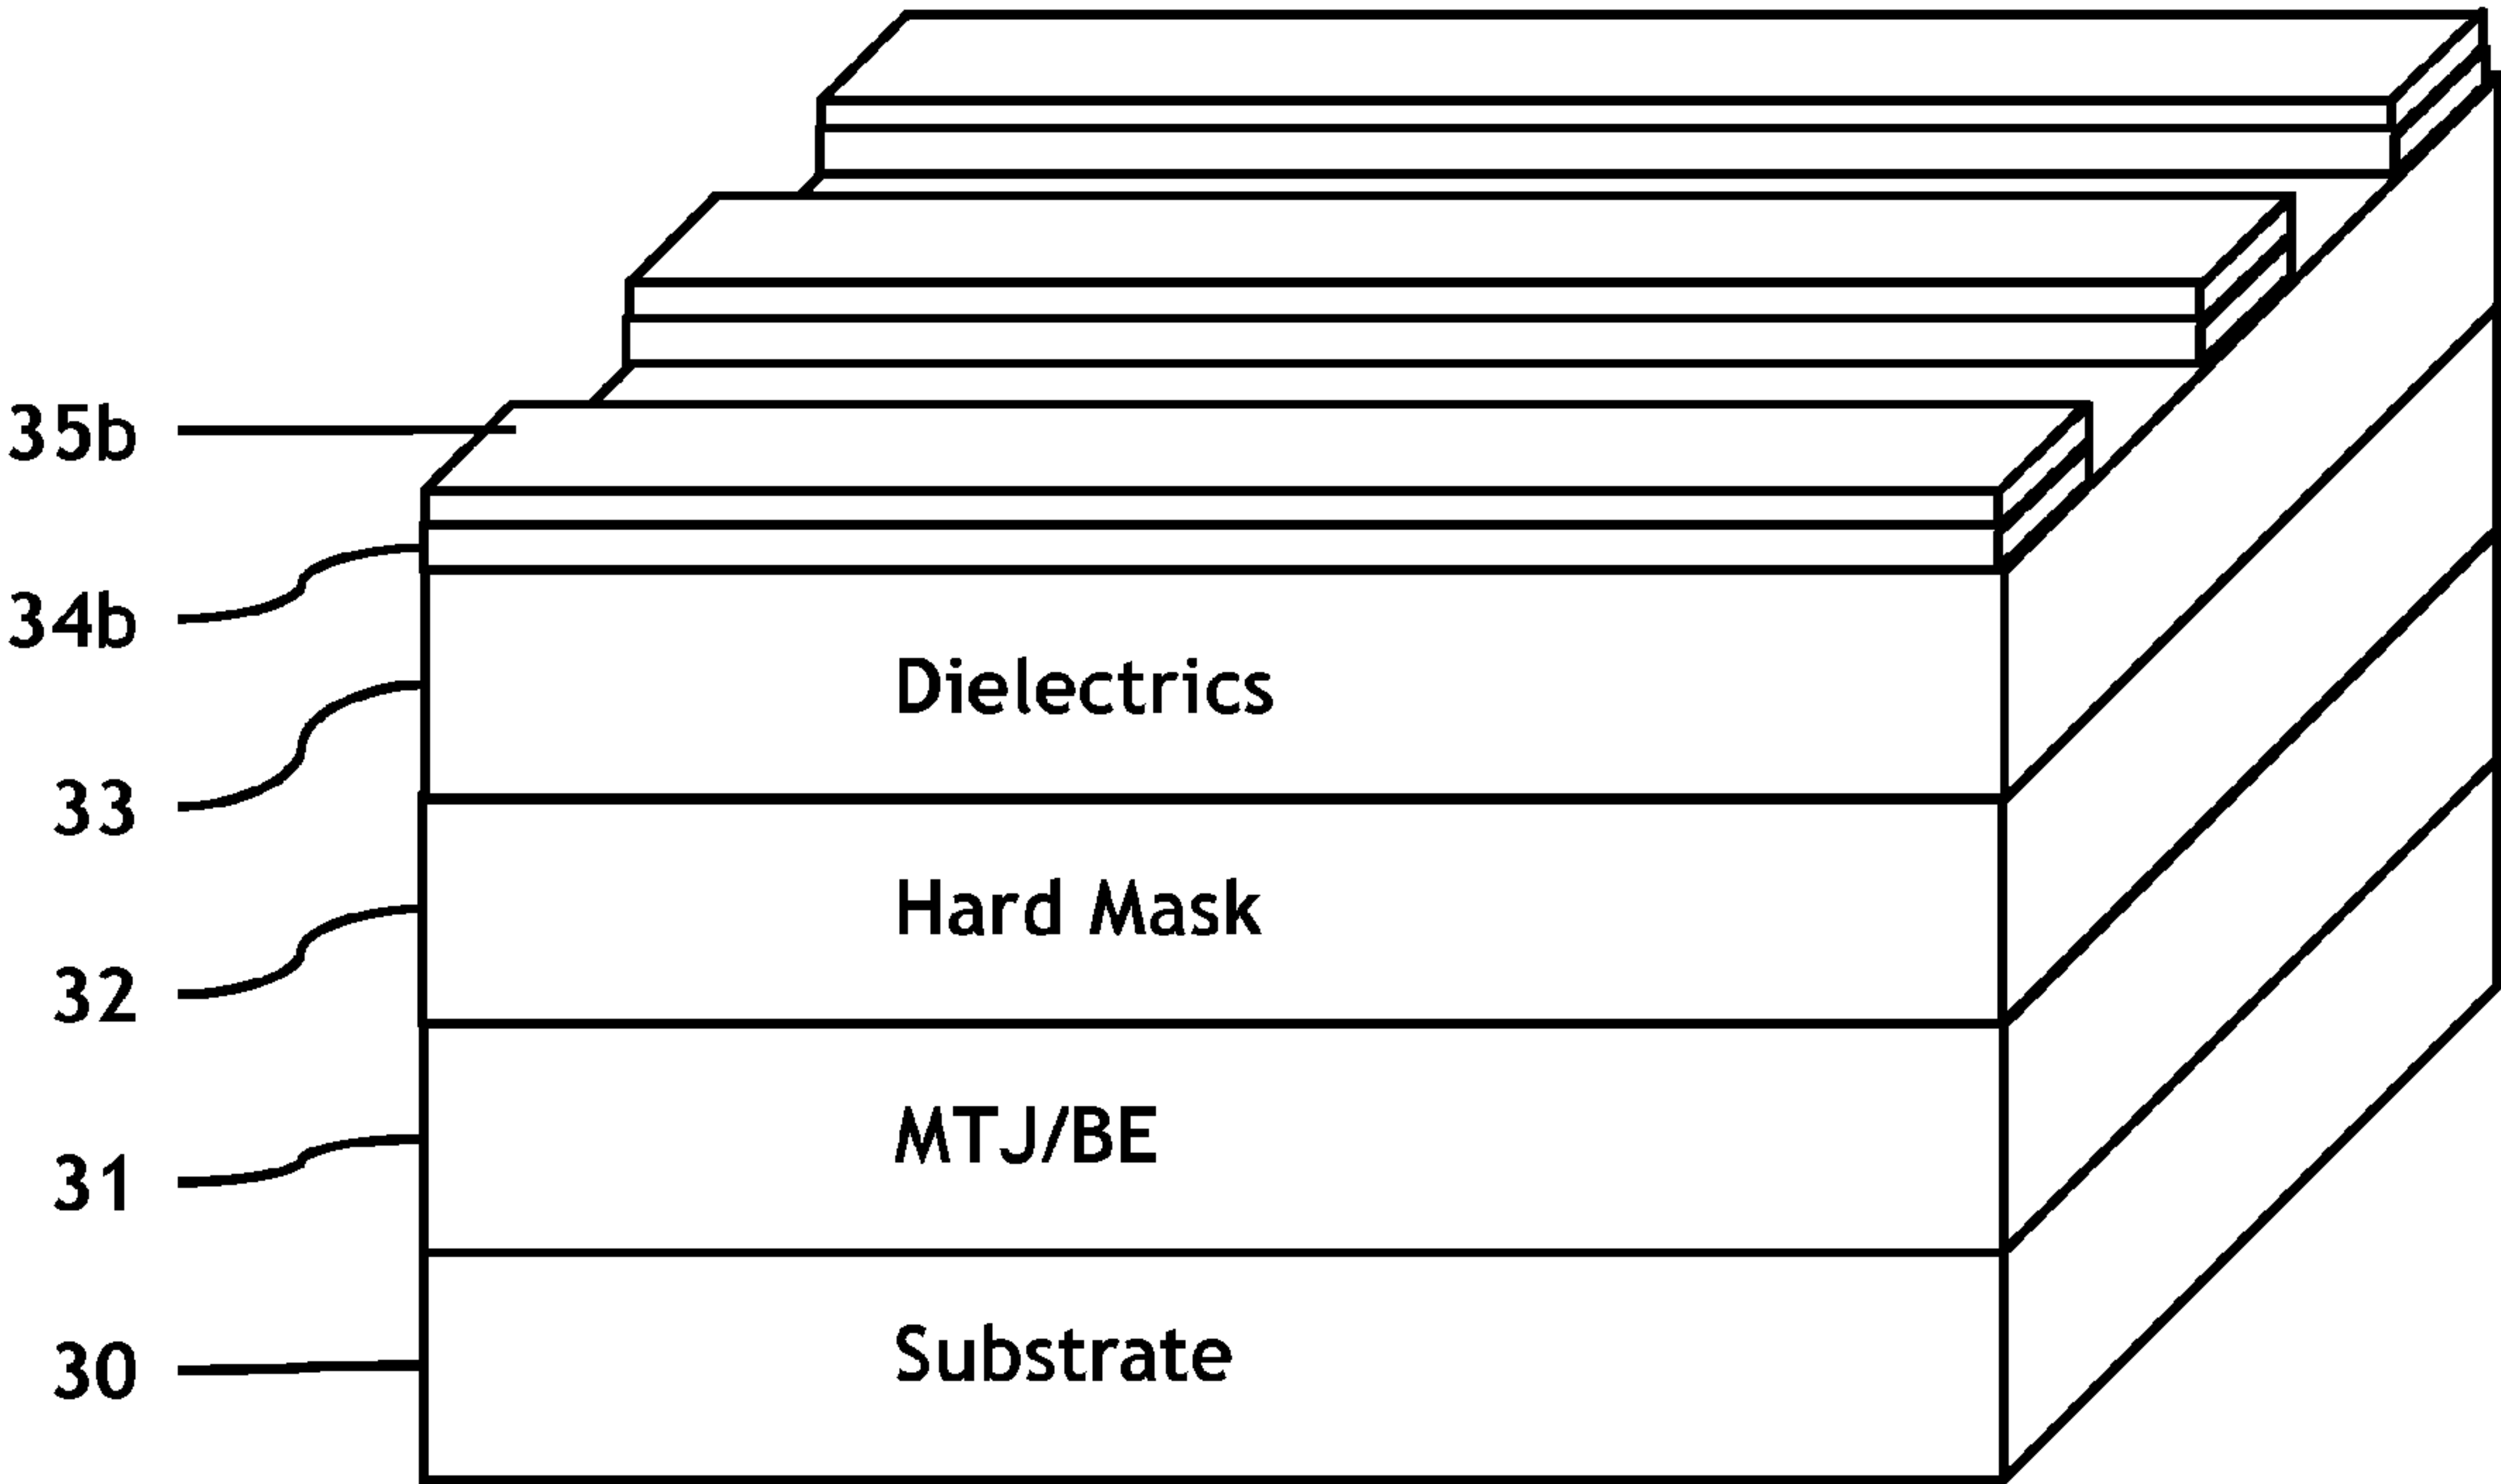 35b
34b
Dielectrics
33
Hard Mask
32
MTJ/BE
31
Substrate
30